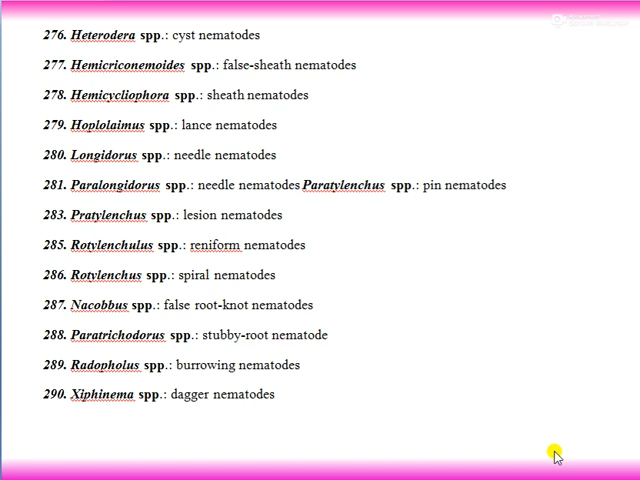 276. Heterodera spp.: cyst nematodes
277. Hemicriconemoides spp.: false-sheath nematodes
278. Hemicycliophora spp.: sheath nematodes
279. Hoplolaimus spp.: lance nematodes
280. Longidorus spp.: needle nematodes
281. Paralongidorus spp.: needle nematodes Paratylenchus spp.: pin nematodes
283. Pratylenchus spp.: lesion nematodes
285. Rotylenchulus spp.: reniform nematodes
286. Rotylenchus spp.: spiral nematodes
287. Nacobbus spp.: false root-knot nematodes
288. Paratrichodorus spp.: stubby-root nematode
289. Radopholus spp.: burrowing nematodes
290. Xiphinema spp.: dagger nematodes